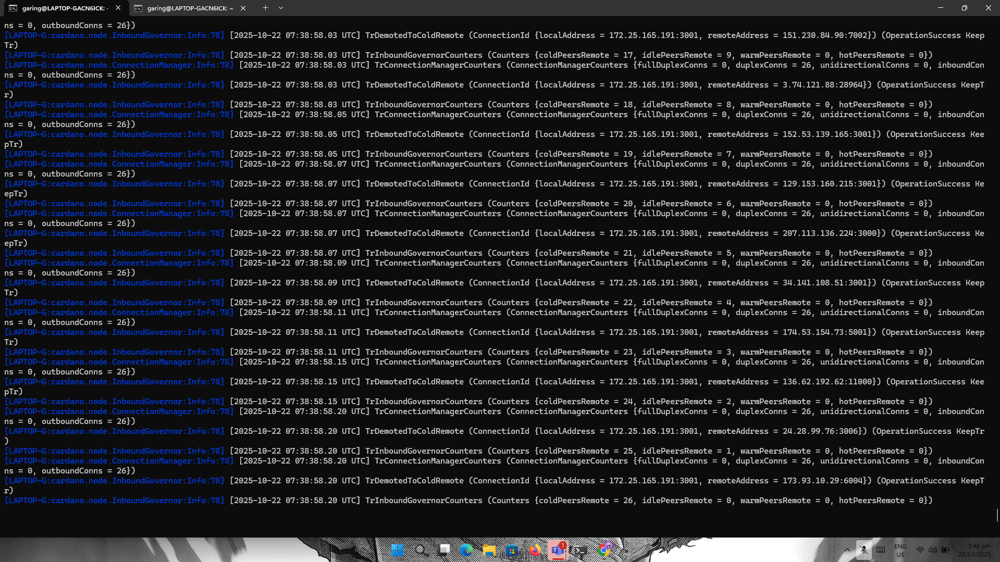 garing@LAPTOP-GACN6ICK: ~
garing@LAPTOP-GACN6ICK: ~
ns = 0, outboundConns = 26})
[LAPTOP-G:cardano.node.InboundGovernor:Info:78] [2025-10-22 07:38:58.03 UTC] TrDemotedToColdRemote (ConnectionId {localAddress = 172.25.165.191:3001, remoteAddress = 151.230.84.90:7002}) (OperationSuccess Keep
Tr)
[LAPTOP-G:cardano.node.InboundGovernor:Info:78] [2025-10-22 07:38:58.03 UTC] TrInboundGovernorCounters (Counters {coldPeersRemote = 17, idlePeersRemote = 9, warmPeersRemote = 0, hotPeersRemote = 0})
[LAPTOP-G:cardano.node.ConnectionManager:Info:78] [2025-10-22 07:38:58.03 UTC] TrConnectionManagerCounters (ConnectionManagerCounters {fullDuplexConns = 0, duplexConns = 26, unidirectionalConns = 0, inboundCon
ns = 0, outboundConns = 26})
[LAPTOP-G:cardano.node.InboundGovernor:Info:78] [2025-10-22 07:38:58.03 UTC] TrDemotedToColdRemote (ConnectionId {localAddress = 172.25.165.191:3001, remoteAddress = 3.74.121.88:28964}) (OperationSuccess KeepT
r)
[LAPTOP-G:cardano.node.InboundGovernor:Info:78] [2025-10-22 07:38:58.03 UTC] TrInboundGovernorCounters (Counters {coldPeersRemote = 18, idlePeersRemote = 8, warmPeersRemote = 0, hotPeersRemote = 0})
[LAPTOP-G:cardano.node.ConnectionManager:Info:78] [2025-10-22 07:38:58.05 UTC] TrConnectionManagerCounters (ConnectionManagerCounters {fullDuplexConns = 0, duplexConns = 26, unidirectionalConns = 0, inboundCon
ns = 0, outboundConns = 26})
[LAPTOP-G:cardano.node.InboundGovernor:Info:78] [2025-10-22 07:38:58.05 UTC] TrDemotedToColdRemote (ConnectionId {localAddress = 172.25.165.191:3001, remoteAddress = 152.53.139.165:3001}) (OperationSuccess Kee
pTr)
[LAPTOP-G:cardano.node.InboundGovernor:Info:78] [2025-10-22 07:38:58.05 UTC] TrInboundGovernorCounters (Counters {coldPeersRemote = 19, idlePeersRemote = 7, warmPeersRemote = 0, hotPeersRemote = 0})
[LAPTOP-G:cardano.node.ConnectionManager:Info:78] [2025-10-22 07:38:58.07 UTC] TrConnectionManagerCounters (ConnectionManagerCounters {fullDuplexConns = 0, duplexConns = 26, unidirectionalConns = 0, inboundCon
ns = 0, outboundConns = 26})
[LAPTOP-G:cardano.node.InboundGovernor:Info:78] [2025-10-22 07:38:58.07 UTC] TrDemotedToColdRemote (ConnectionId {localAddress = 172.25.165.191:3001, remoteAddress = 129.153.160.215:3001}) (OperationSuccess Ke
epTr)
[LAPTOP-G:cardano.node.InboundGovernor:Info:78] [2025-10-22 07:38:58.07 UTC] TrInboundGovernorCounters (Counters {coldPeersRemote = 20, idlePeersRemote = 6, warmPeersRemote = 0, hotPeersRemote = 0})
[LAPTOP-G:cardano.node.ConnectionManager:Info:78] [2025-10-22 07:38:58.07 UTC] TrConnectionManagerCounters (ConnectionManagerCounters {fullDuplexConns = 0, duplexConns = 26, unidirectionalConns = 0, inboundCon
ns = 0, outboundConns = 26})
[LAPTOP-G:cardano.node.InboundGovernor:Info:78] [2025-10-22 07:38:58.07 UTC] TrDemotedToColdRemote (ConnectionId {localAddress = 172.25.165.191:3001, remoteAddress = 207.113.136.224:3000}) (OperationSuccess Ke
epTr)
[LAPTOP-G:cardano.node.InboundGovernor:Info:78] [2025-10-22 07:38:58.07 UTC] TrInboundGovernorCounters (Counters {coldPeersRemote = 21, idlePeersRemote = 5, warmPeersRemote = 0, hotPeersRemote = 0})
[LAPTOP-G:cardano.node.ConnectionManager:Info:78] [2025-10-22 07:38:58.09 UTC] TrConnectionManagerCounters (ConnectionManagerCounters {fullDuplexConns = 0, duplexConns = 26, unidirectionalConns = 0, inboundCon
ns = 0, outboundConns = 26})
[LAPTOP-G:cardano.node.InboundGovernor:Info:78] [2025-10-22 07:38:58.09 UTC] TrDemotedToColdRemote (ConnectionId {localAddress = 172.25.165.191:3001, remoteAddress = 34.141.108.51:3001}) (OperationSuccess Keep
Tr)
[LAPTOP-G:cardano.node.InboundGovernor:Info:78] [2025-10-22 07:38:58.09 UTC] TrInboundGovernorCounters (Counters {coldPeersRemote = 22, idlePeersRemote = 4, warmPeersRemote = 0, hotPeersRemote = 0})
[LAPTOP-G:cardano.node.ConnectionManager:Info:78] [2025-10-22 07:38:58.11 UTC] TrConnectionManagerCounters (ConnectionManagerCounters {fullDuplexConns = 0, duplexConns = 26, unidirectionalConns = 0, inboundCon
ns = 0, outboundConns = 26})
[LAPTOP-G:cardano.node.InboundGovernor:Info:78] [2025-10-22 07:38:58.11 UTC] TrDemotedToColdRemote (ConnectionId {localAddress = 172.25.165.191:3001, remoteAddress = 174.53.154.73:5001}) (OperationSuccess Keep
Tr)
[LAPTOP-G:cardano.node.InboundGovernor:Info:78] [2025-10-22 07:38:58.11 UTC] TrInboundGovernorCounters (Counters {coldPeersRemote = 23, idlePeersRemote = 3, warmPeersRemote = 0, hotPeersRemote = 0})
[LAPTOP-G:cardano.node.ConnectionManager:Info:78] [2025-10-22 07:38:58.15 UTC] TrConnectionManagerCounters (ConnectionManagerCounters {fullDuplexConns = 0, duplexConns = 26, unidirectionalConns = 0, inboundCon
ns = 0, outboundConns = 26})
[LAPTOP-G:cardano.node.InboundGovernor:Info:78] [2025-10-22 07:38:58.15 UTC] TrDemotedToColdRemote (ConnectionId {localAddress = 172.25.165.191:3001, remoteAddress = 136.62.192.62:11000}) (OperationSuccess Kee
pTr)
[LAPTOP-G:cardano.node.InboundGovernor:Info:78] [2025-10-22 07:38:58.15 UTC] TrInboundGovernorCounters (Counters {coldPeersRemote = 24, idlePeersRemote = 2, warmPeersRemote = 0, hotPeersRemote = 0})
[LAPTOP-G:cardano.node.ConnectionManager:Info:78] [2025-10-22 07:38:58.20 UTC] TrConnectionManagerCounters (ConnectionManagerCounters {fullDuplexConns = 0, duplexConns = 26, unidirectionalConns = 0, inboundCon
ns = 0, outboundConns = 26})
[LAPTOP-G:cardano.node.InboundGovernor:Info:78] [2025-10-22 07:38:58.20 UTC] TrDemotedToColdRemote (ConnectionId {localAddress = 172.25.165.191:3001, remoteAddress = 24.28.99.76:3006}) (OperationSuccess KeepTr
)
[LAPTOP-G:cardano.node.InboundGovernor:Info:78] [2025-10-22 07:38:58.20 UTC] TrInboundGovernorCounters (Counters {coldPeersRemote = 25, idlePeersRemote = 1, warmPeersRemote = 0, hotPeersRemote = 0})
[LAPTOP-G:cardano.node.ConnectionManager:Info:78] [2025-10-22 07:38:58.20 UTC] TrConnectionManagerCounters (ConnectionManagerCounters {fullDuplexConns = 0, duplexConns = 26, unidirectionalConns = 0, inboundCon
ns = 0, outboundConns = 26})
[LAPTOP-G:cardano.node.InboundGovernor:Info:78] [2025-10-22 07:38:58.20 UTC] TrDemotedToColdRemote (ConnectionId {localAddress = 172.25.165.191:3001, remoteAddress = 173.93.10.29:6004}) (OperationSuccess KeepT
r)
[LAPTOP-G:cardano.node.InboundGovernor:Info:78] [2025-10-22 07:38:58.20 UTC] TrInboundGovernorCounters (Counters {coldPeersRemote = 26, idlePeersRemote = 0, warmPeersRemote = 0, hotPeersRemote = 0})
1
ENG
US
3:40 pm
22/10/2025